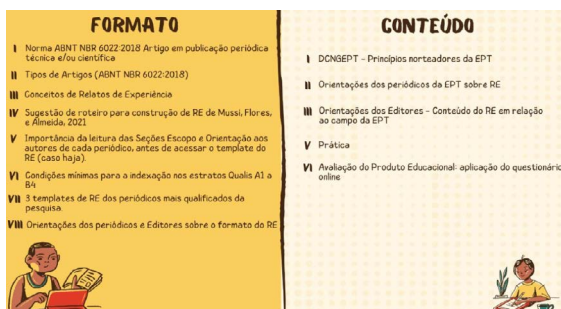 FORMATO
I Norma ABNT NBR 6022:2018 Artigo em publicação periódica
técnica e/ou científica
II Tipos de Artigos (ABNT NBR 6022:2018)
III Conceitos de Relatos de Experiência
IV Sugestão de roteiro para construção de RE de Mussi, Flores,
e Almeida, 2021
V Importância da leitura das Seções Escopo e Orientação aos
autores de cada periódico, antes de acessar o template do
RE (caso haja).
VI Condições mínimas para a indexação nos estratos Qualis A1 a
B4
VII 3 templates de RE dos periódicos mais qualificados da
pesquisa
VIII Orientações dos periódicos e Editores sobre o formato do RE
CONTEÚDO
I DCNGEPT - Princípios norteadores da EPT
II Orientações dos periódicos da EPT sobre RE
III Orientações dos Editores - Conteúdo do RE em relação
ao campo da EPT
V Prática
VI Avaliação do Produto Educacional: aplicação do questionário
online